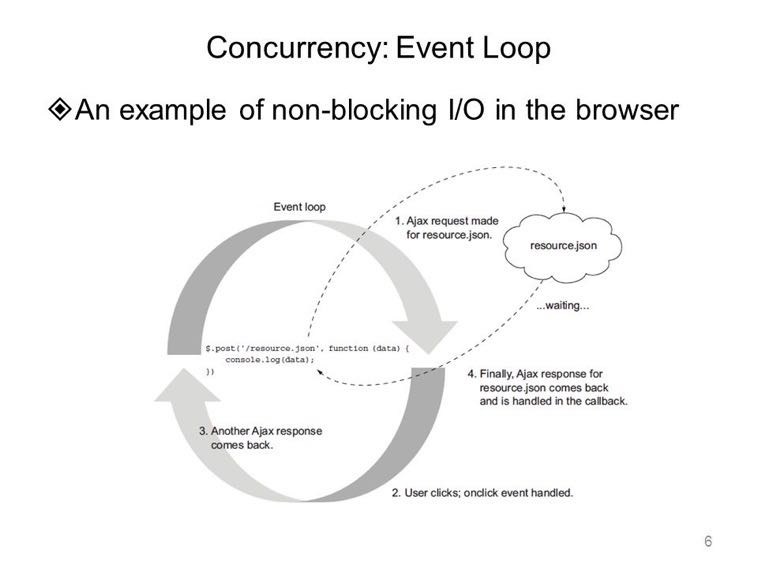 Concurrency: Event Loop
An example of non-blocking I/O in the browser
Event loop
1. Ajax request made
for resource.json.
resource.json
...waiting...
$.post('/resource.json', function (data) {
console.log(data);
})
4. Finally, Ajax response for
resource.json comes back
and is handled in the callback.
3. Another Ajax response
comes back.
2. User clicks; onclick event handled.
6